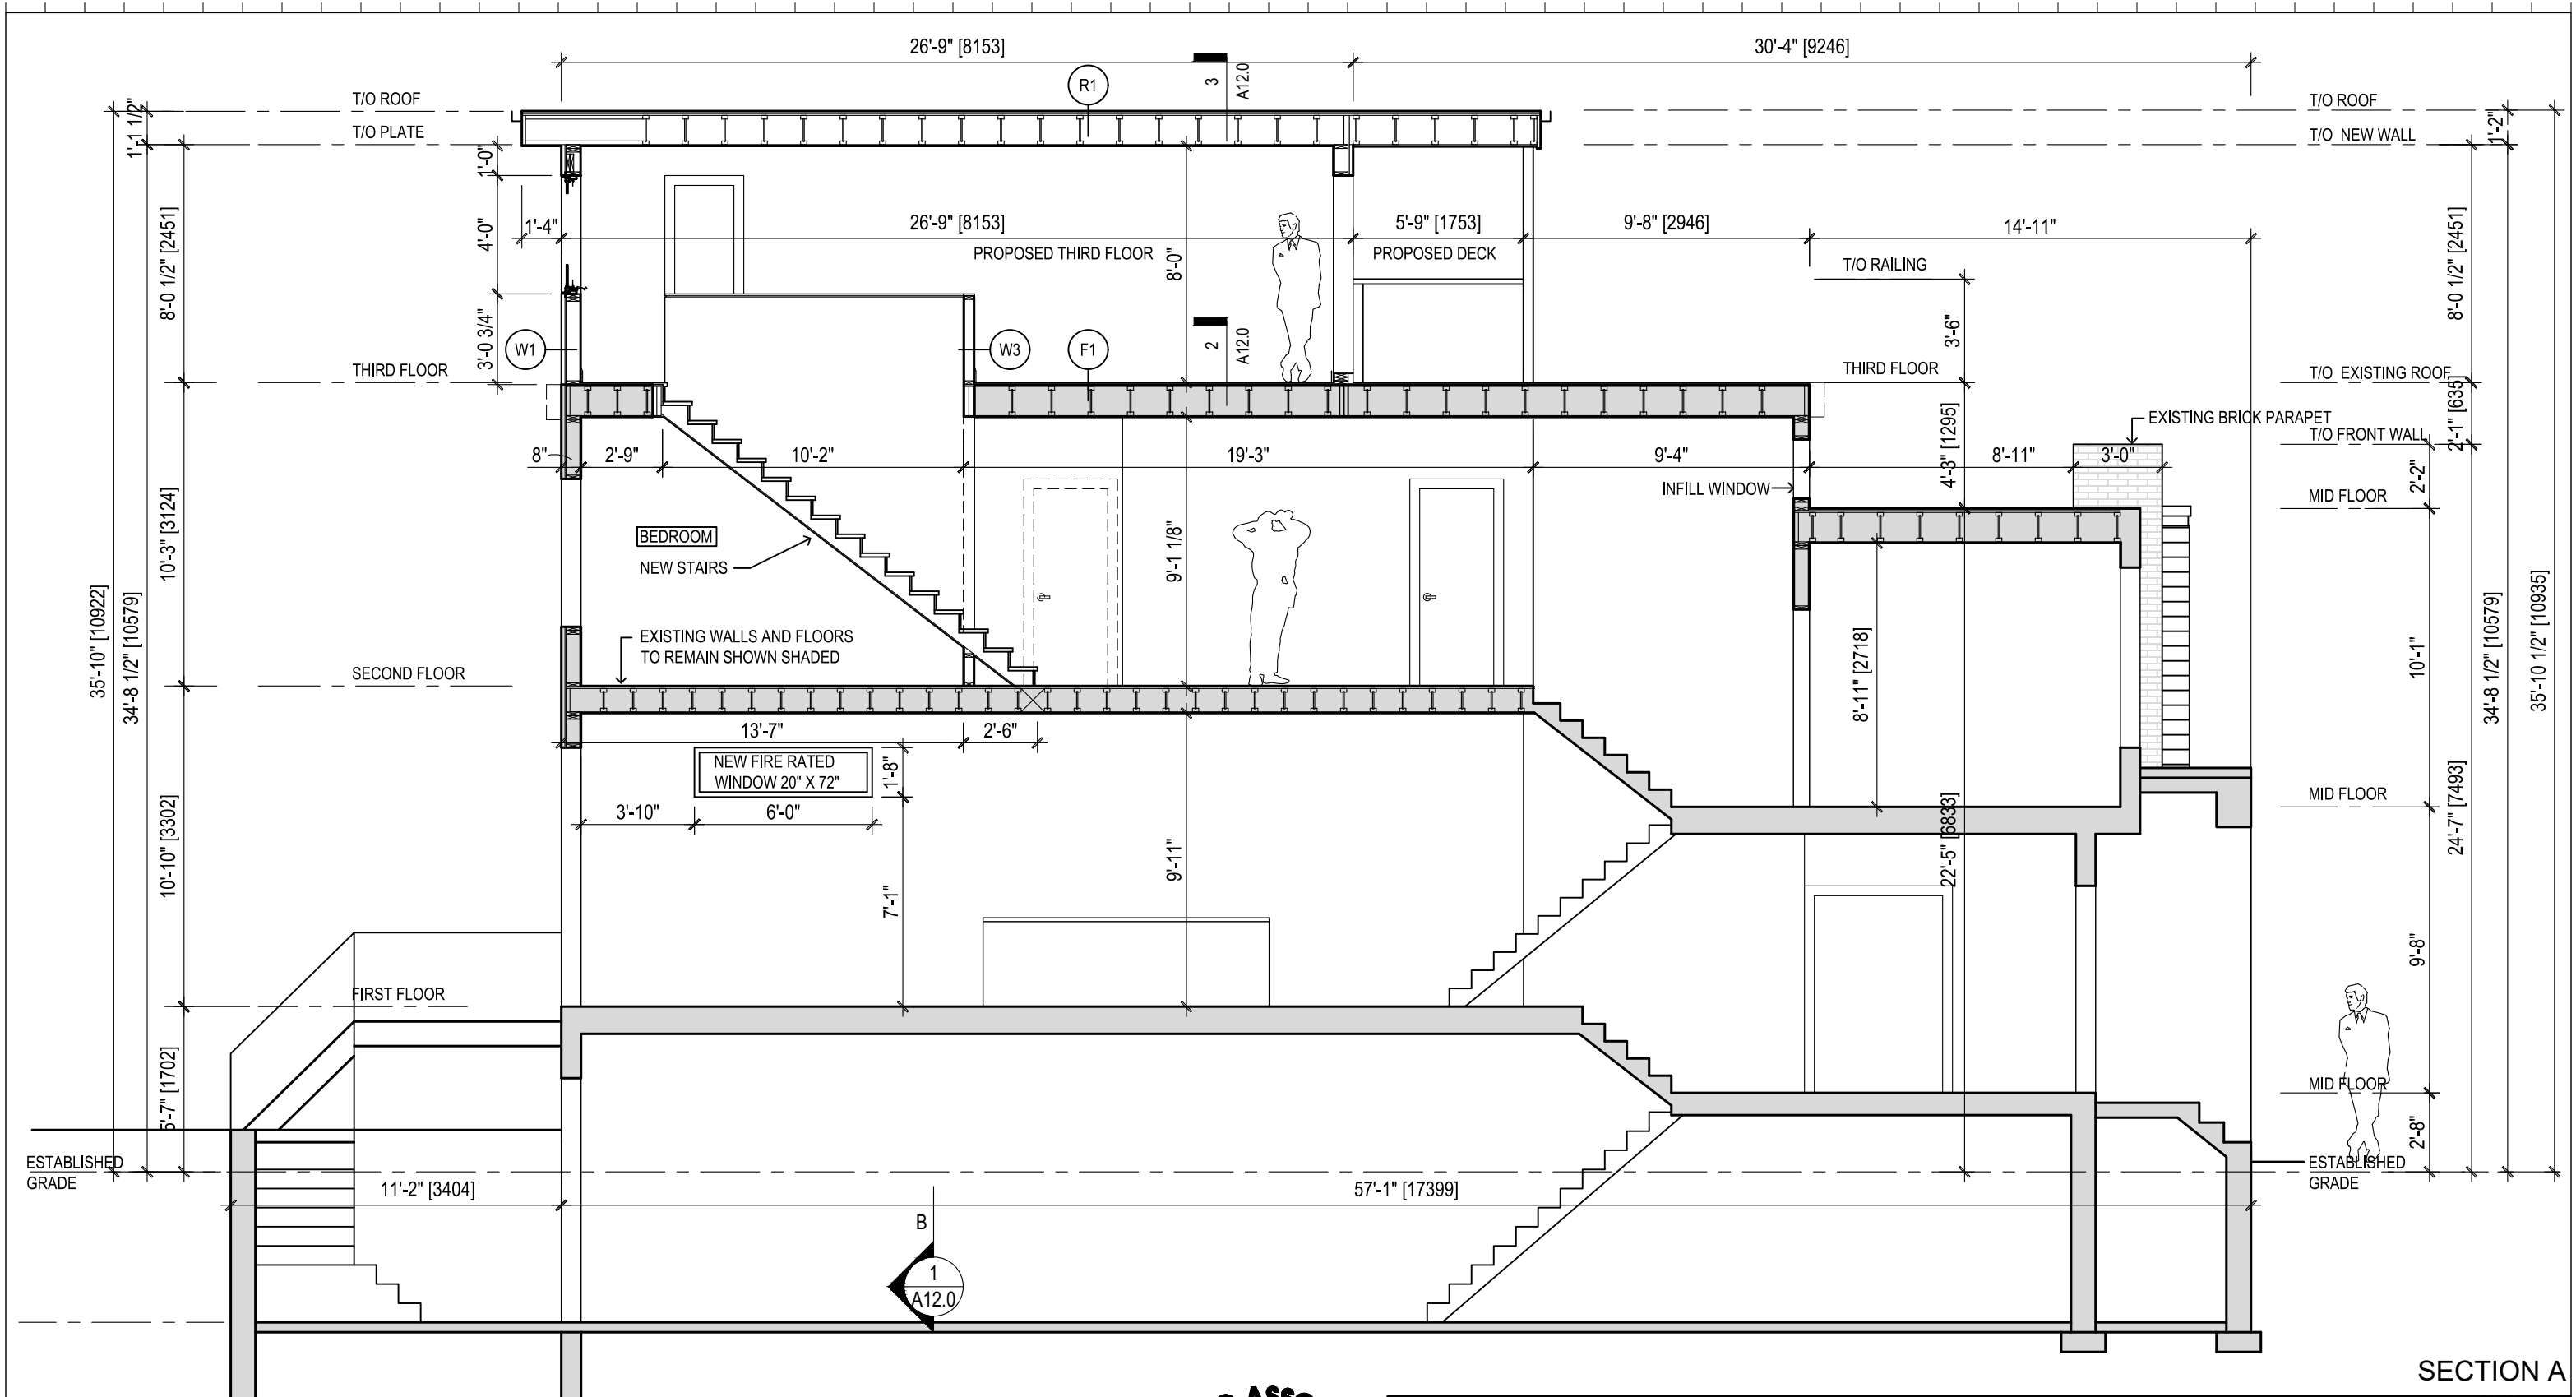 26'-9" [8153]
30'-4" [9246]
3
A12.0
R1
T/O ROOF
T/O ROOF
1'-1 1/2"
T/O PLATE
T/O NEW WALL
1'-2"
1'-0"
4'-0"
3'-0 3/4"
8'-0 1/2" [2451]
1'-4"
26'-9" [8153]
5'-9" [1753]
9'-8" [2946]
14'-11"
PROPOSED THIRD FLOOR
8'-0"
PROPOSED DECK
T/O RAILING
3'-6"
8'-0 1/2" [2451]
W1
W3
F1
2
A12.0
THIRD FLOOR
THIRD FLOOR
T/O EXISTING ROOF
2'-1" [635]
EXISTING BRICK PARAPET
T/O FRONT WALL
8"
2'-9"
10'-2"
19'-3"
9'-4"
4'-3" [1295]
8'-11"
3'-0"
2'-2"
INFILL WINDOW
MID FLOOR
10'-3" [3124]
BEDROOM
NEW STAIRS
9'-1 1/8"
EXISTING WALLS AND FLOORS
TO REMAIN SHOWN SHADED
35'-10" [10922]
34'-8 1/2" [10579]
8'-11" [2718]
10'-1"
34'-8 1/2" [10579]
35'-10 1/2" [10935]
SECOND FLOOR
13'-7"
2'-6"
NEW FIRE RATED
WINDOW 20" X 72"
1'-8"
3'-10"
6'-0"
MID FLOOR
24'-7" [7493]
10'-10" [3302]
22'-5" [6833]
7'-1"
9'-11"
9'-8"
FIRST FLOOR
[1702]
MID FLOOR
2'-8"
ESTABLISHED
GRADE
ESTABLISHED
GRADE
11'-2" [3404]
57'-1" [17399]
B
1
A12.0
SECTION A